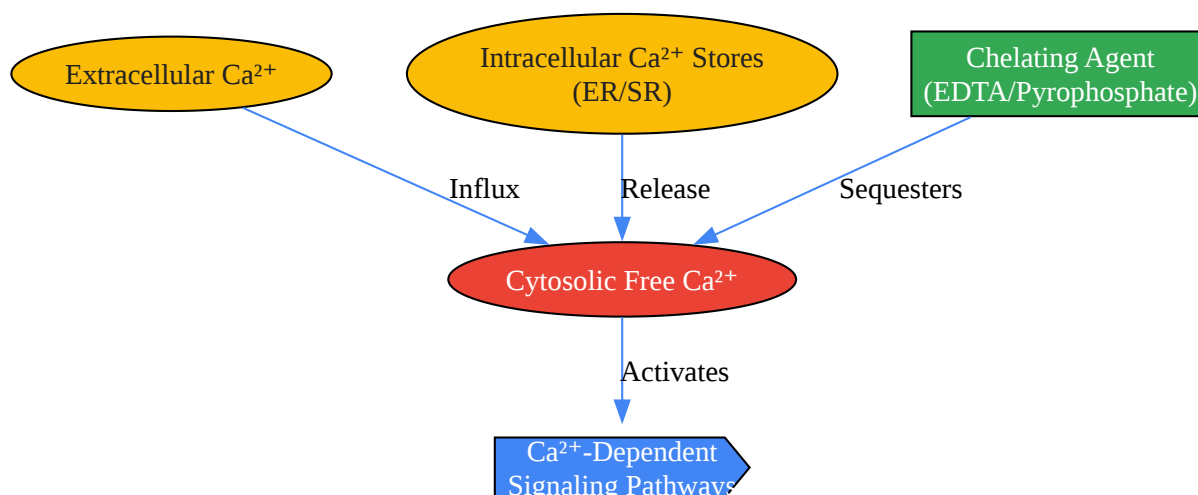 Extracellular Ca²⁺
Intracellular Ca²⁺ Stores
(ER/SR)
Chelating Agent
(EDTA/Pyrophosphate)
Influx
Release
Sequesters
Cytosolic Free Ca²⁺
Activates
Ca²⁺-Dependent
Signaling Pathways